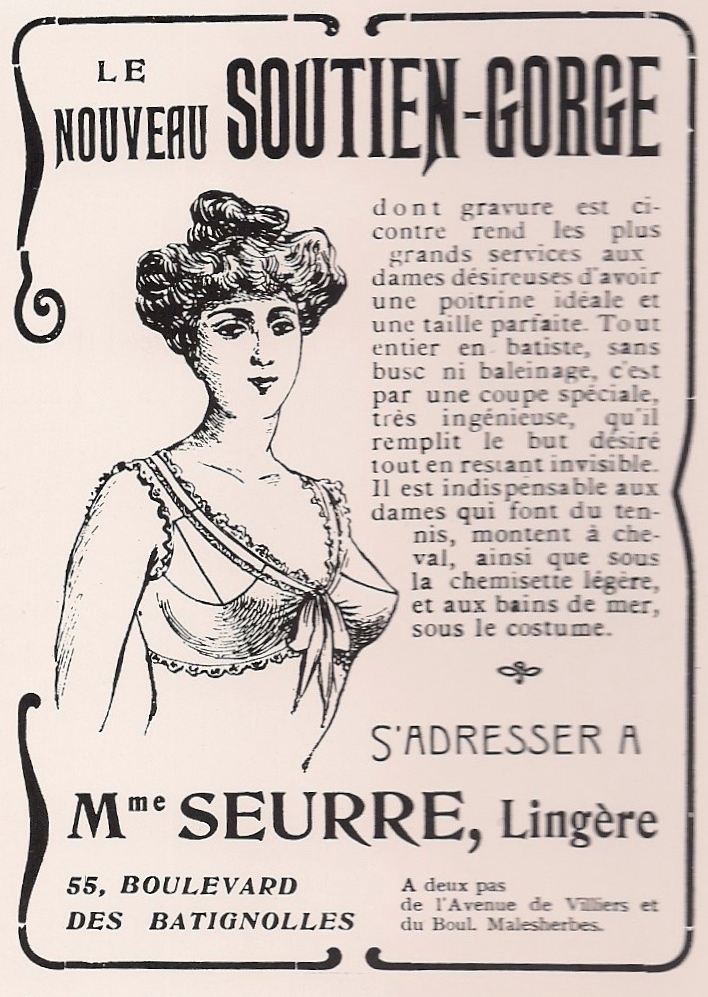 LE
NOUVEAU SOUTIEN-GORGE
dont gravure est ci-
contre rend les plus
grands services aux
dames désireuses d'avoir
une poitrine idéale et
une taille parfaite. Tout
entier en batiste, sans
busc ni baleinage, c'est
par une coupe spéciale,
très ingénieuse, qu'il
remplit le but désiré
tout en restant invisible.
Il est indispensable aux
dames qui font du ten-
nis, montent à che-
val, ainsi que sous
la chemisette légère,
et aux bains de mer,
sous le costume.
S'ADRESSER A
Mme SEURRE, Lingère
55, BOULEVARD
DES BATIGNOLLES
A deux pas
de l'Avenue de Villiers et
du Boul. Malesherbes.